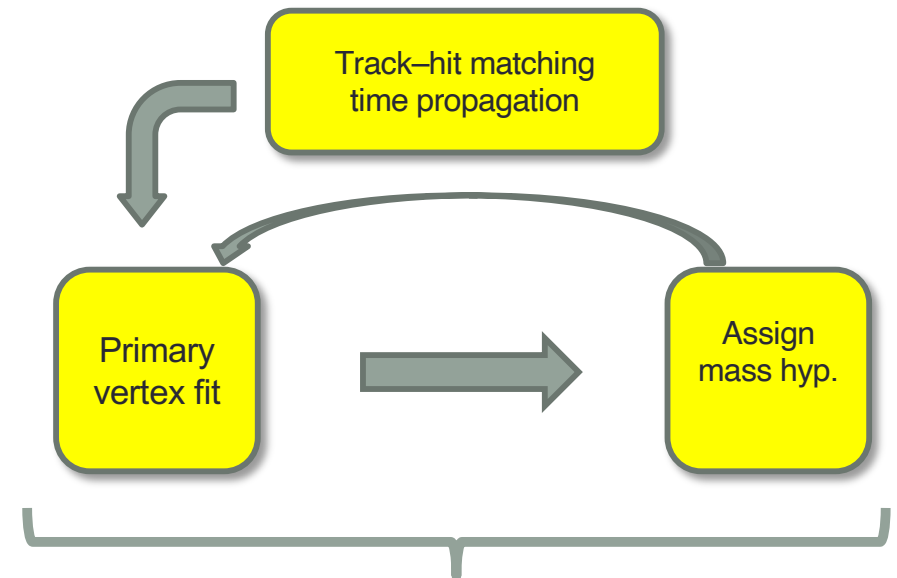 Track–hit matching
time propagation
Primary
vertex fit
Assign
mass hyp.